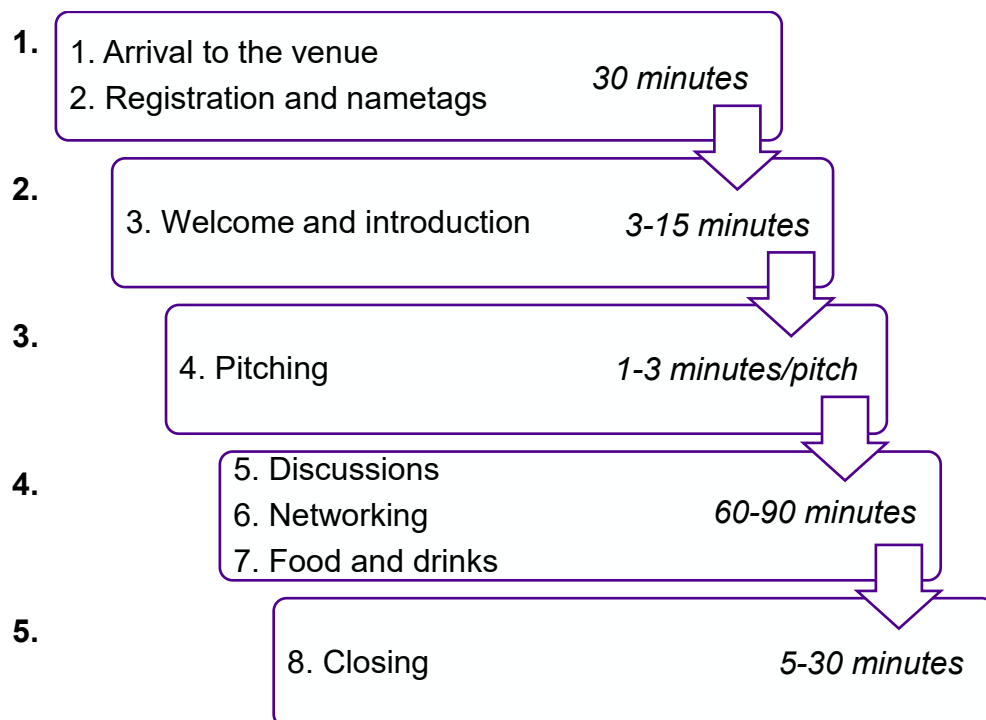 1.
1. Arrival to the venue
2. Registration and nametags
30 minutes
2.
3. Welcome and introduction
3-15 minutes
3.
4. Pitching
1-3 minutes/pitch
4.
5. Discussions
6. Networking
7. Food and drinks
60-90 minutes
5.
8. Closing
5-30 minutes